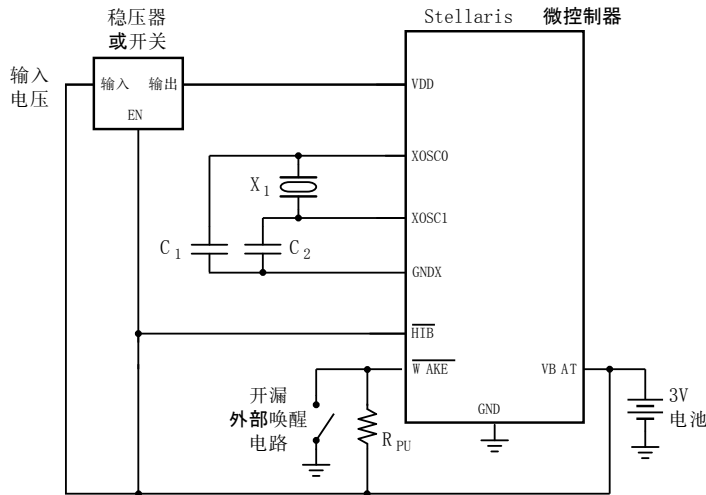 稳压器
或开关
Stellaris 微控制器
输入
电压
输入 输出
EN
VDD
XOSC0
X1
XOSC1
C1
C2
GNDX
HIB
WAKE
VBAT
开漏
外部唤醒
电路
RPU
GND
3V
电池